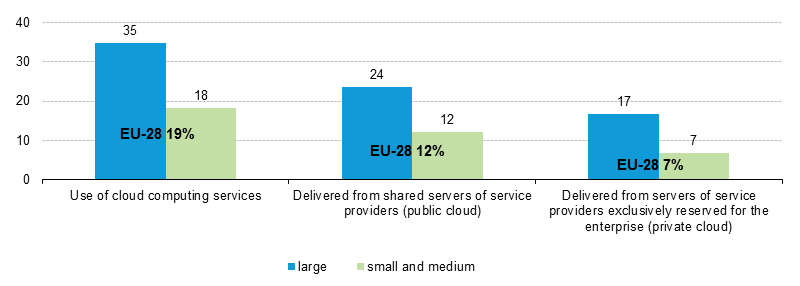 40
30
20
10
0
35
18
EU-28 19%
24
12
EU-28 12%
17
7
EU-28 7%
Use of cloud computing services
Delivered from shared servers of service
providers (public cloud)
Delivered from servers of service
providers exclusively reserved for the
enterprise (private cloud)
large
small and medium